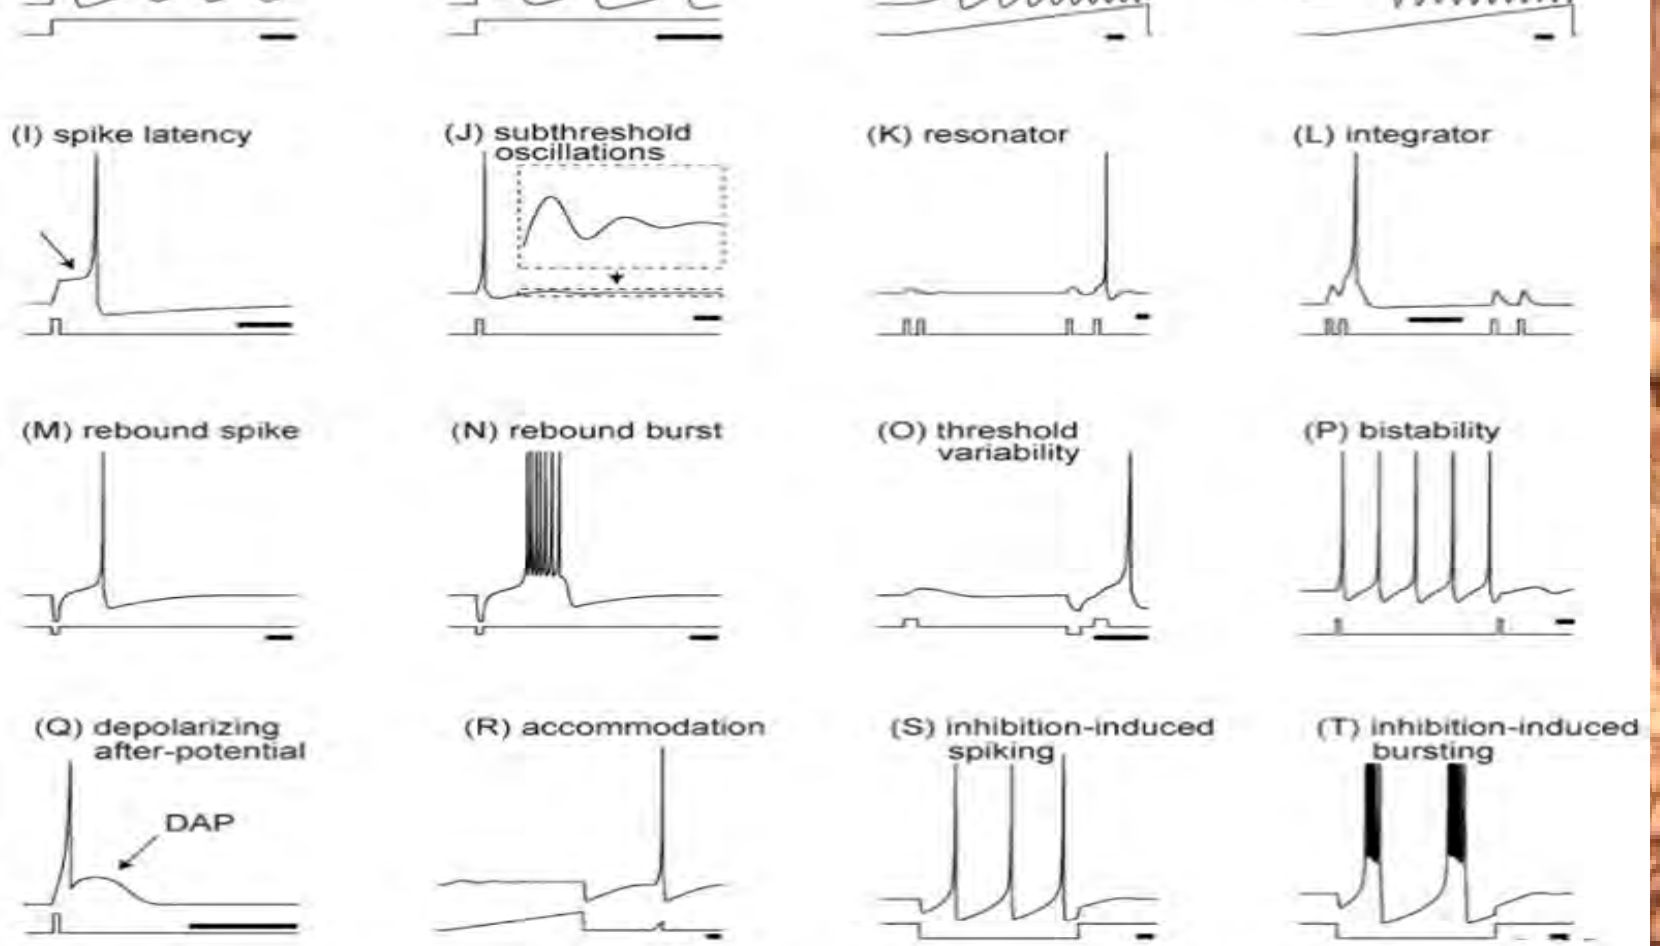 (I) spike latency
(J) subthreshold
oscillations
(K) resonator
(L) integrator
(M) rebound spike
(N) rebound burst
(O) threshold
variability
(P) bistability
(Q) depolarizing
after-potential
DAP
(R) accommodation
(S) inhibition-induced
spiking
(T) inhibition-induced
bursting